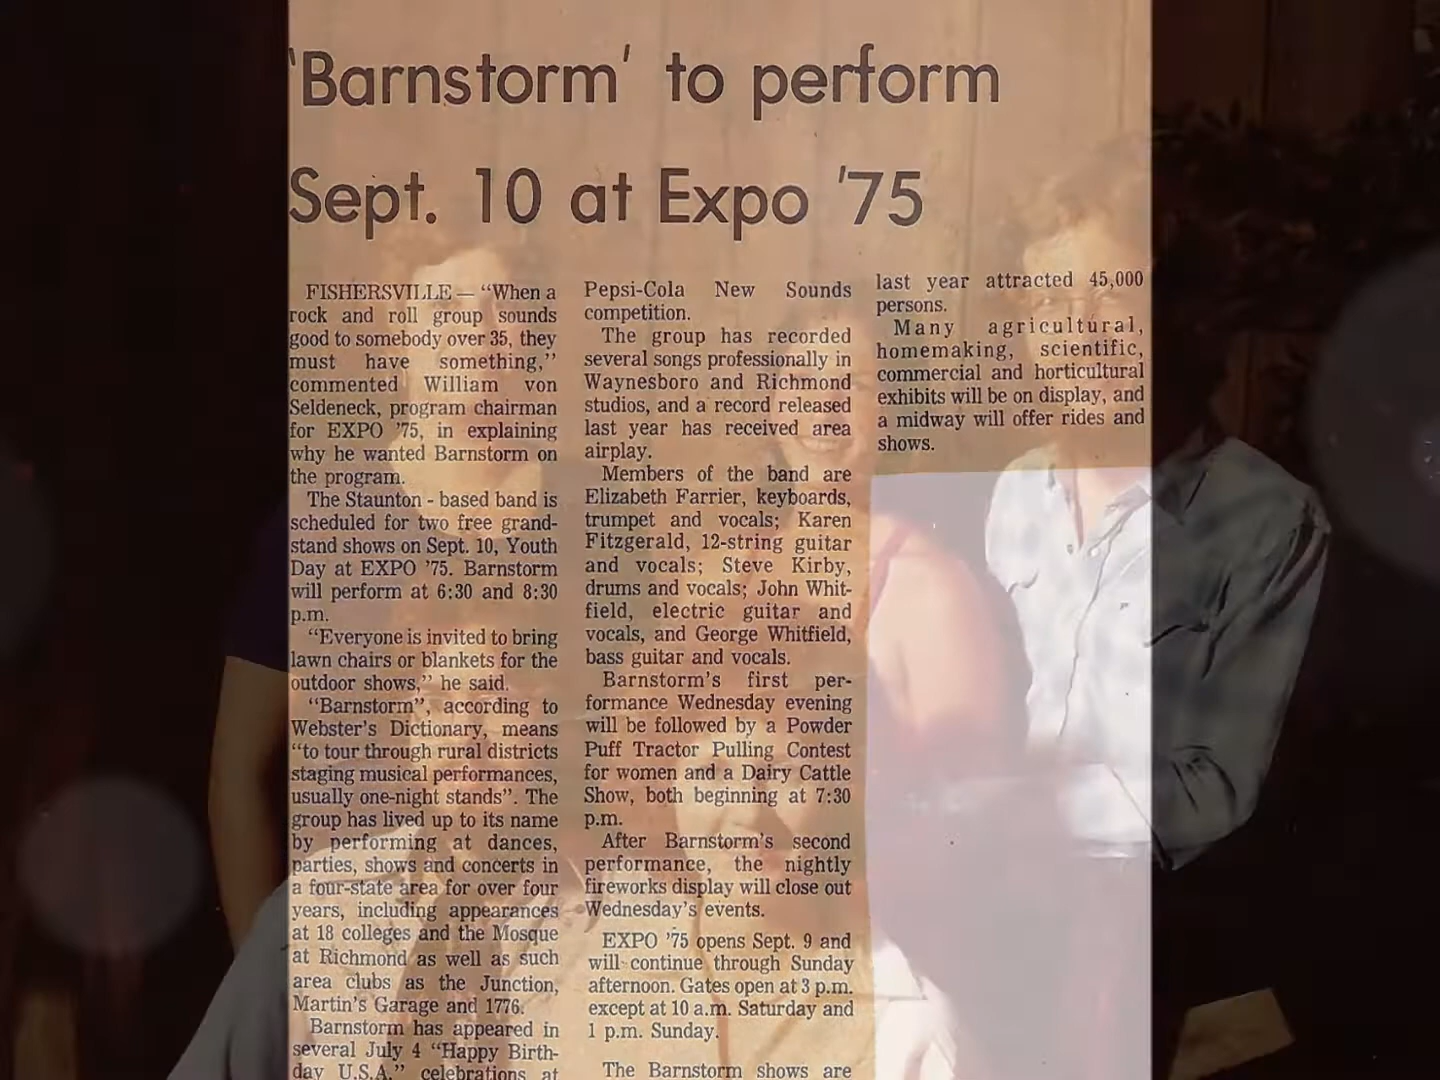 'Barnstorm' to perform
Sept. 10 at Expo '75
FISHERSVILLE — “When a
rock and roll group sounds
good to somebody over 35, they
must have something,”
commented William von
Seldeneck, program chairman
for EXPO '75, in explaining
why he wanted Barnstorm on
the program.
The Staunton - based band is
scheduled for two free grand-
stand shows on Sept. 10, Youth
Day at EXPO '75. Barnstorm
will perform at 6:30 and 8:30
p.m.
“Everyone is invited to bring
lawn chairs or blankets for the
outdoor shows,” he said.
“Barnstorm”, according to
Webster's Dictionary, means
“to tour through rural districts
staging musical performances,
usually one-night stands”. The
group has lived up to its name
by performing at dances,
parties, shows and concerts in
a four-state area for over four
years, including appearances
at 18 colleges and the Mosque
at Richmond as well as such
area clubs as the Junction,
Martin's Garage and 1776.
Barnstorm has appeared in
several July 4 “Happy Birth-
day U.S.A.” celebrations at
Pepsi-Cola New Sounds
competition.
The group has recorded
several songs professionally in
Waynesboro and Richmond
studios, and a record released
last year has received area
airplay.
Members of the band are
Elizabeth Farrier, keyboards,
trumpet and vocals; Karen
Fitzgerald, 12-string guitar
and vocals; Steve Kirby,
drums and vocals; John Whit-
field, electric guitar and
vocals, and George Whitfield,
bass guitar and vocals.
Barnstorm's first per-
formance Wednesday evening
will be followed by a Powder
Puff Tractor Pulling Contest
for women and a Dairy Cattle
Show, both beginning at 7:30
p.m.
After Barnstorm's second
performance, the nightly
fireworks display will close out
Wednesday's events.
EXPO '75 opens Sept. 9 and
will continue through Sunday
afternoon. Gates open at 3 p.m.
except at 10 a.m. Saturday and
1 p.m. Sunday.
The Barnstorm shows are
last year attracted 45,000
persons.
Many agricultural,
homemaking, scientific,
commercial and horticultural
exhibits will be on display, and
a midway will offer rides and
shows.